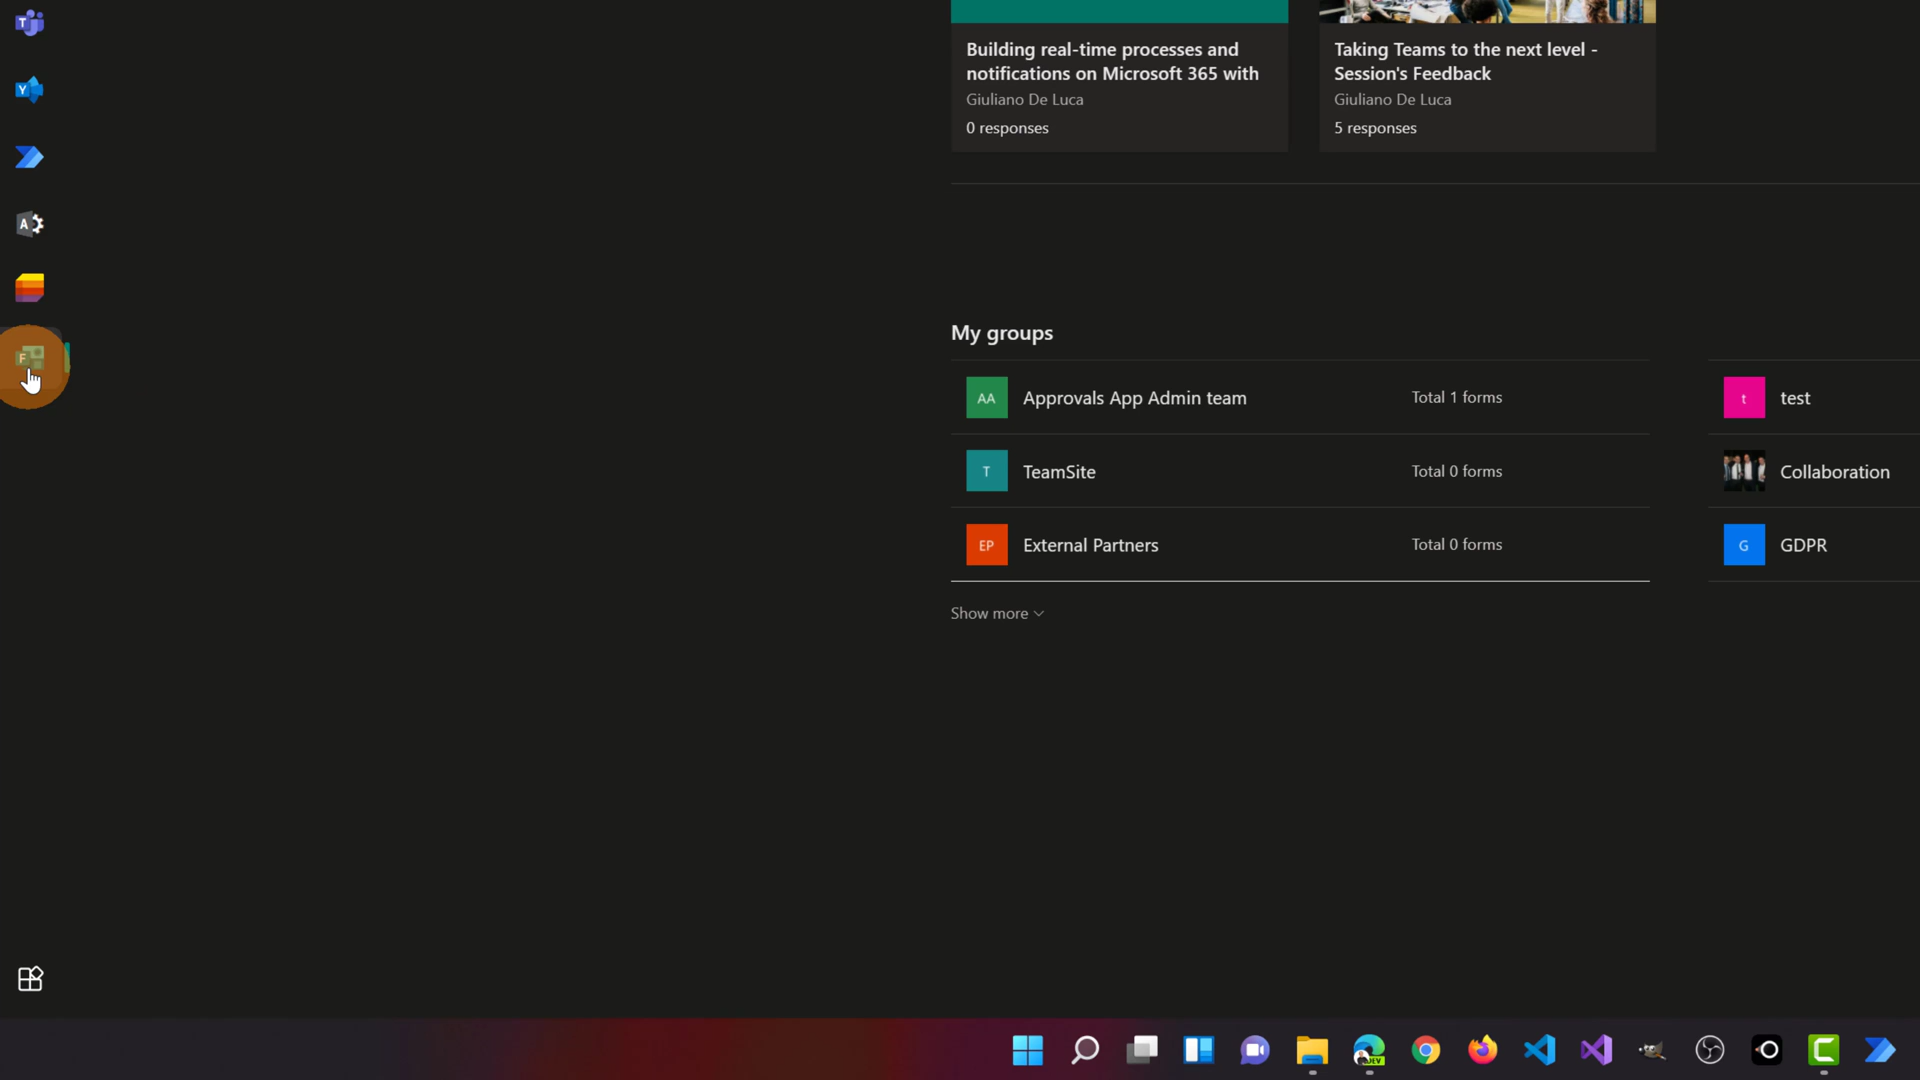 T
Y
A
F
Building real-time processes and
notifications on Microsoft 365 with
Giuliano De Luca
0 responses
Taking Teams to the next level -
Session's Feedback
Giuliano De Luca
5 responses
My groups
AA Approvals App Admin team Total 1 forms
t test
T TeamSite Total 0 forms
Collaboration
EP External Partners Total 0 forms
G GDPR
Show more
DEV